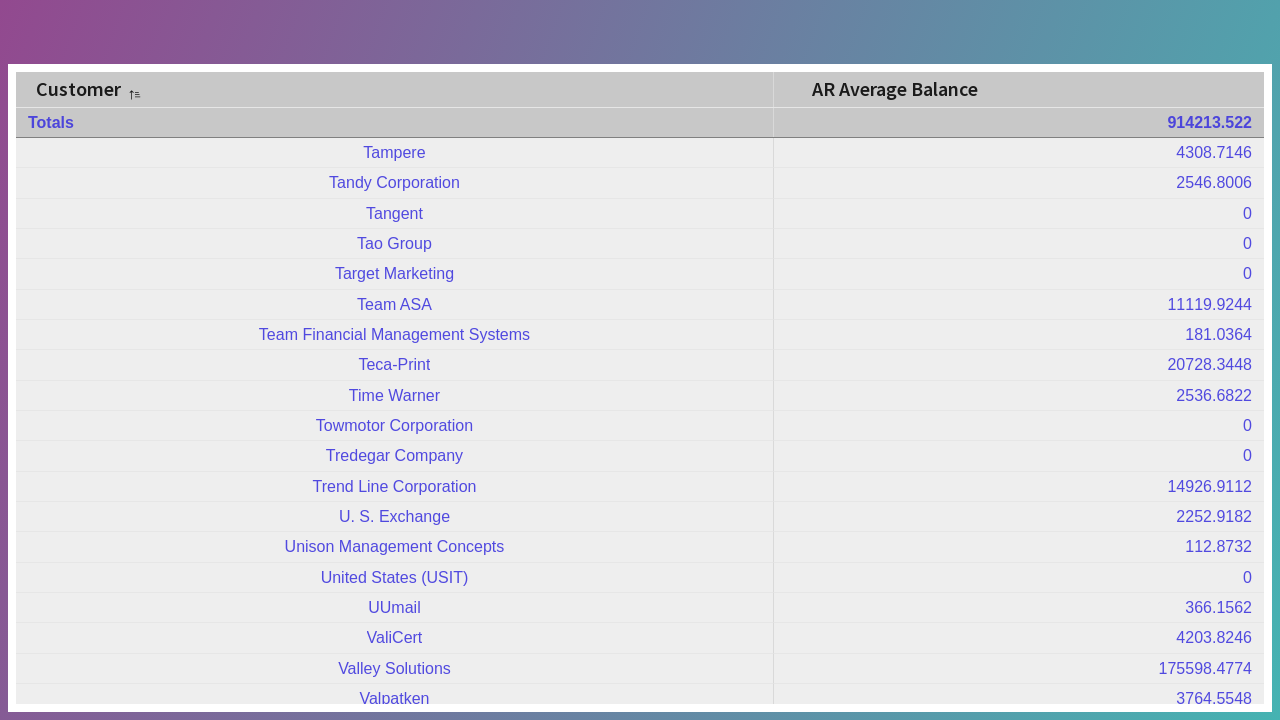 Customer AR Average Balance
Totals 914213.522
Tampere 4308.7146
Tandy Corporation 2546.8006
Tangent 0
Tao Group 0
Target Marketing 0
Team ASA 11119.9244
Team Financial Management Systems 181.0364
Teca-Print 20728.3448
Time Warner 2536.6822
Towmotor Corporation 0
Tredegar Company 0
Trend Line Corporation 14926.9112
U. S. Exchange 2252.9182
Unison Management Concepts 112.8732
United States (USIT) 0
UUmail 366.1562
ValiCert 4203.8246
Valley Solutions 175598.4774
Valpatken 3764.5548